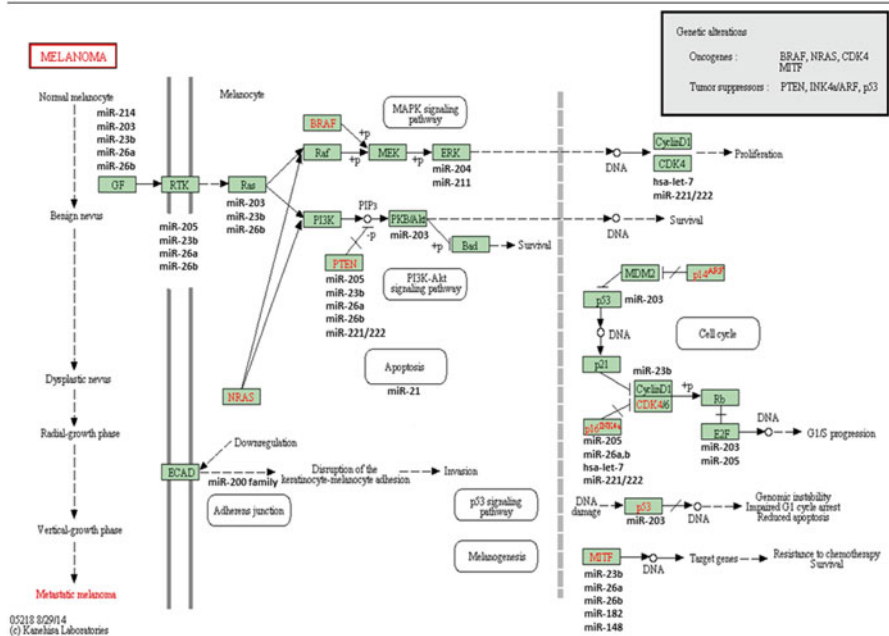 Genetic alterations
Oncogenes : BRAF, NRAS, CDK4
MITF
Tumor suppressors : PTEN, INK4a/ARF, p53
MELANOMA
Normal melanocyte
Benign nevus
Dysplastic nevus
Radial-growth phase
Vertical-growth phase
Metastatic melanoma
miR-214
miR-203
miR-23b
miR-26a
miR-26b
GF
RTK
miR-205
miR-23b
miR-26a
miR-26b
Melanocyte
Ras
miR-203
miR-23b
miR-26b
BRAF
+p
Raf
+p
MEK
+p
ERK
miR-204
miR-211
MAPK signaling
pathway
DNA
CyclinD1
CDK4
Proliferation
hsa-let-7
miR-221/222
PI3K
PIP3
-p
PKB/Akt
miR-203
+p
Bad
Survival
DNA
Survival
PTEN
miR-205
miR-23b
miR-26a
miR-26b
miR-221/222
PI3K-Akt
signaling pathway
Apoptosis
miR-21
NRAS
MDM2
p14ARF
p53
miR-203
DNA
Cell cycle
p21
miR-23b
CyclinD1
CDK4/6
+p
Rb
p16INK4a
miR-205
miR-26a,b
hsa-let-7
miR-221/222
E2F
miR-203
miR-205
DNA
G1/S progression
Downregulation
ECAD
miR-200 family
Disruption of the
keratinocyte-melanocyte adhesion
Invasion
Adherens junction
p53 signaling
pathway
Melanogenesis
DNA
damage
p53
miR-203
DNA
Genomic instability
Impaired G1 cycle arrest
Reduced apoptosis
MITF
miR-23b
miR-26a
miR-26b
miR-182
miR-148
DNA
Target genes
Resistance to chemotherapy
Survival
05218 8/29/14
(c) Kanehisa Laboratories